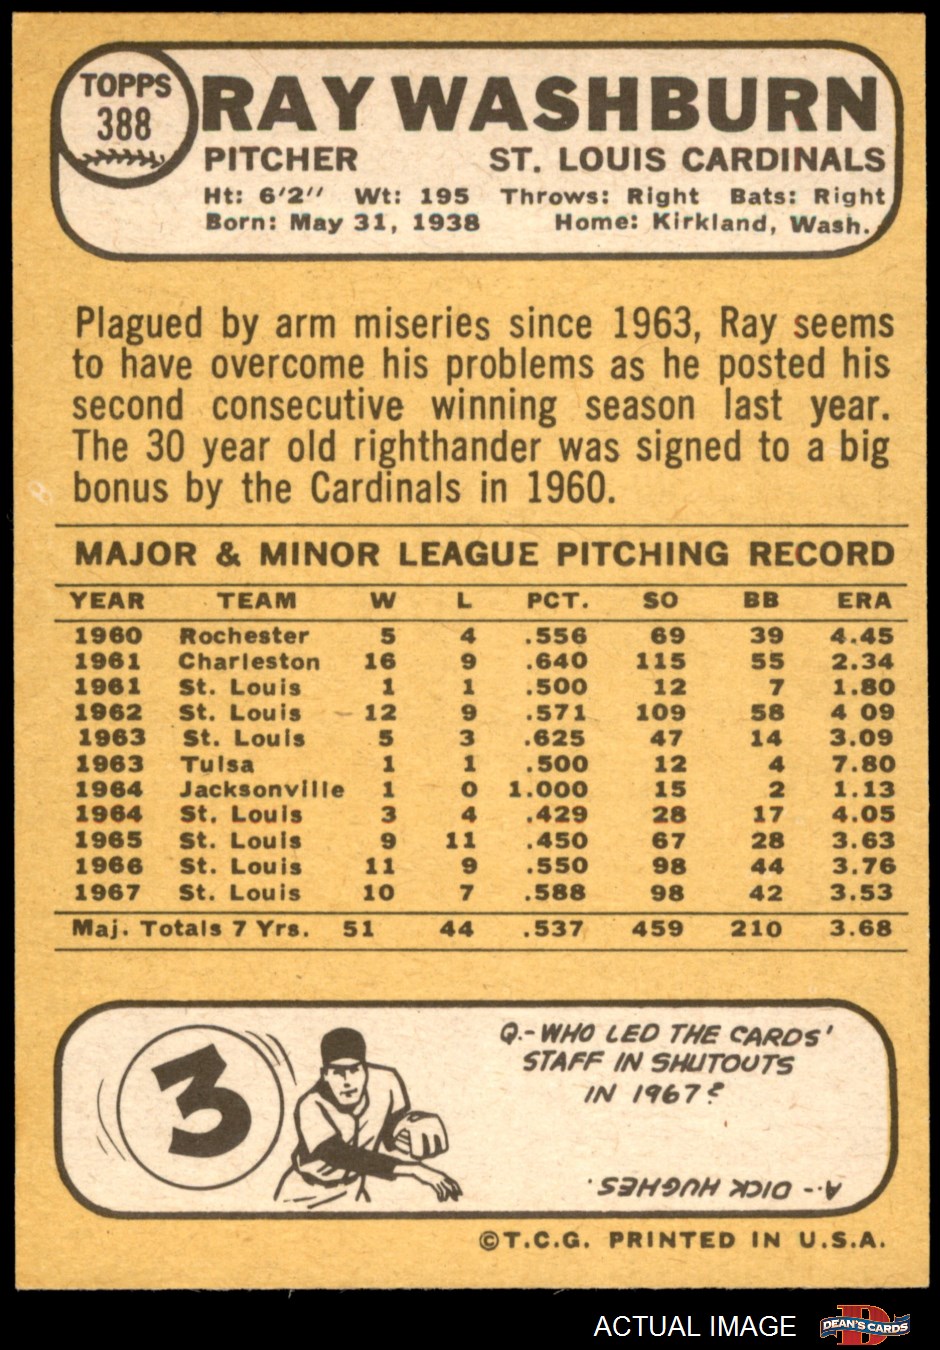 TOPPS
388
RAY WASHBURN
PITCHER ST. LOUIS CARDINALS
Ht: 6'2'' Wt: 195 Throws: Right Bats: Right
Born: May 31, 1938 Home: Kirkland, Wash.
Plagued by arm miseries since 1963, Ray seems
to have overcome his problems as he posted his
second consecutive winning season last year.
The 30 year old righthander was signed to a big
bonus by the Cardinals in 1960.
MAJOR & MINOR LEAGUE PITCHING RECORD
YEAR TEAM W L PCT. SO BB ERA
1960 Rochester 5 4 .556 69 39 4.45
1961 Charleston 16 9 .640 115 55 2.34
1961 St. Louis 1 1 .500 12 7 1.80
1962 St. Louis 12 9 .571 109 58 4 09
1963 St. Louis 5 3 .625 47 14 3.09
1963 Tulsa 1 1 .500 12 4 7.80
1964 Jacksonville 1 0 1.000 15 2 1.13
1964 St. Louis 3 4 .429 28 17 4.05
1965 St. Louis 9 11 .450 67 28 3.63
1966 St. Louis 11 9 .550 98 44 3.76
1967 St. Louis 10 7 .588 98 42 3.53
Maj. Totals 7 Yrs. 51 44 .537 459 210 3.68
3
Q.-WHO LED THE CARDS'
STAFF IN SHUTOUTS
IN 1967?
A.-DICK HUGHES.
©T.C.G. PRINTED IN U.S.A.
ACTUAL IMAGE
D
DEAN'S CARDS